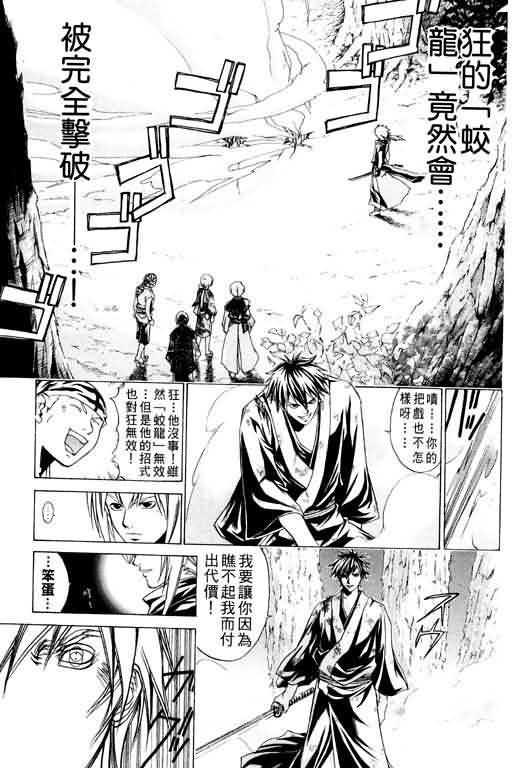 狂的「蛟
龍」竟然會……
被完全擊破──……！
ゴゴゴゴゴゴ
嘖……你的
把戲也不怎
樣呀……
狂…他沒事！雖
然「蛟龍」無效
…但是他的招式
也對狂無效！
…笨蛋…
我要讓你因為
瞧不起我而付
出代價！